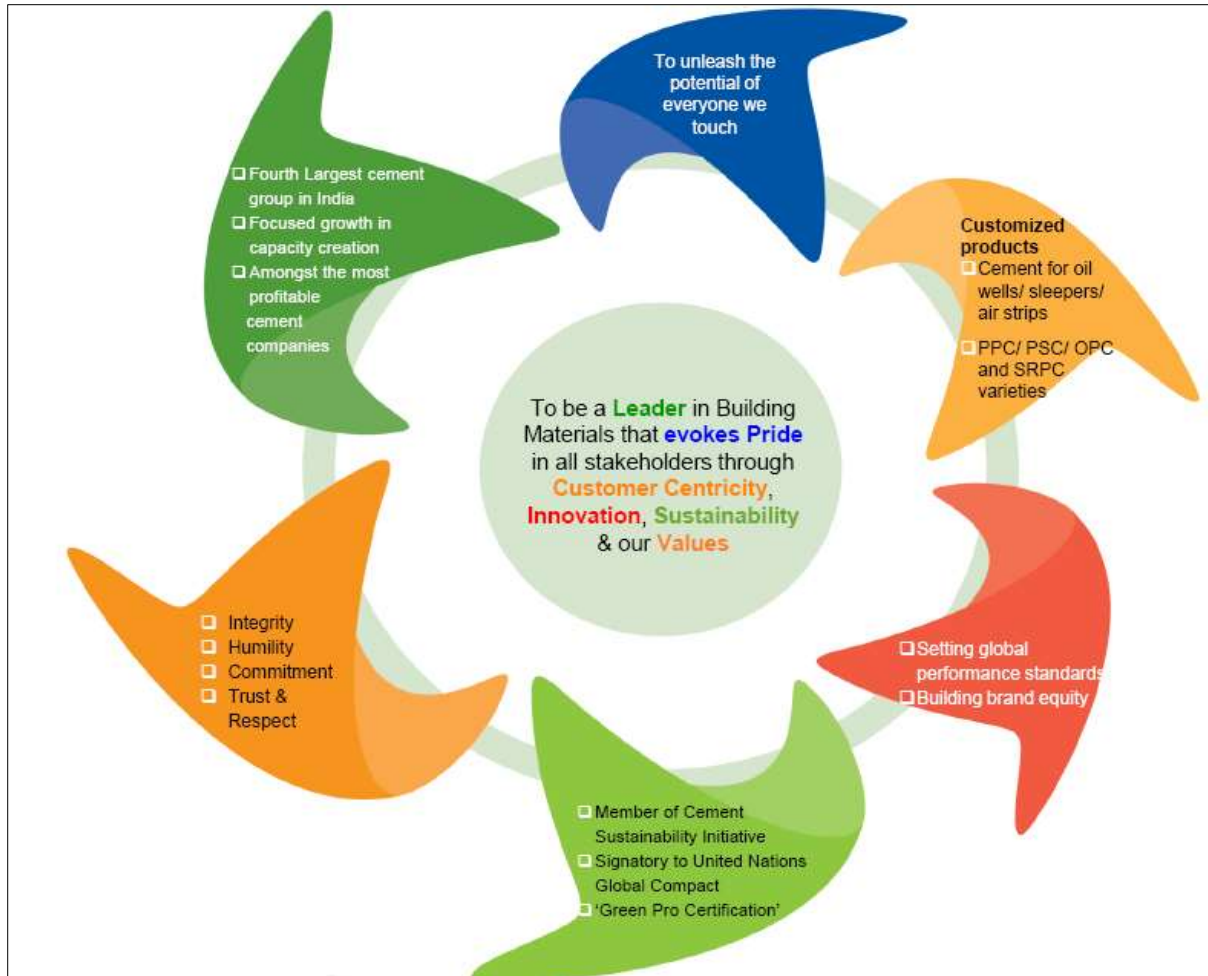 To unleash the
potential of
everyone we
touch
Fourth Largest cement
group in India
Focused growth in
capacity creation
Amongst the most
profitable
cement
companies
Customized
products
Cement for oil
wells/ sleepers/
air strips
PPC/ PSC/ OPC
and SRPC
varieties
To be a Leader in Building
Materials that evokes Pride
in all stakeholders through
Customer Centricity,
Innovation, Sustainability
& our Values
Setting global
performance standards
Building brand equity
Integrity
Humility
Commitment
Trust &
Respect
Member of Cement
Sustainability Initiative
Signatory to United Nations
Global Compact
‘Green Pro Certification’